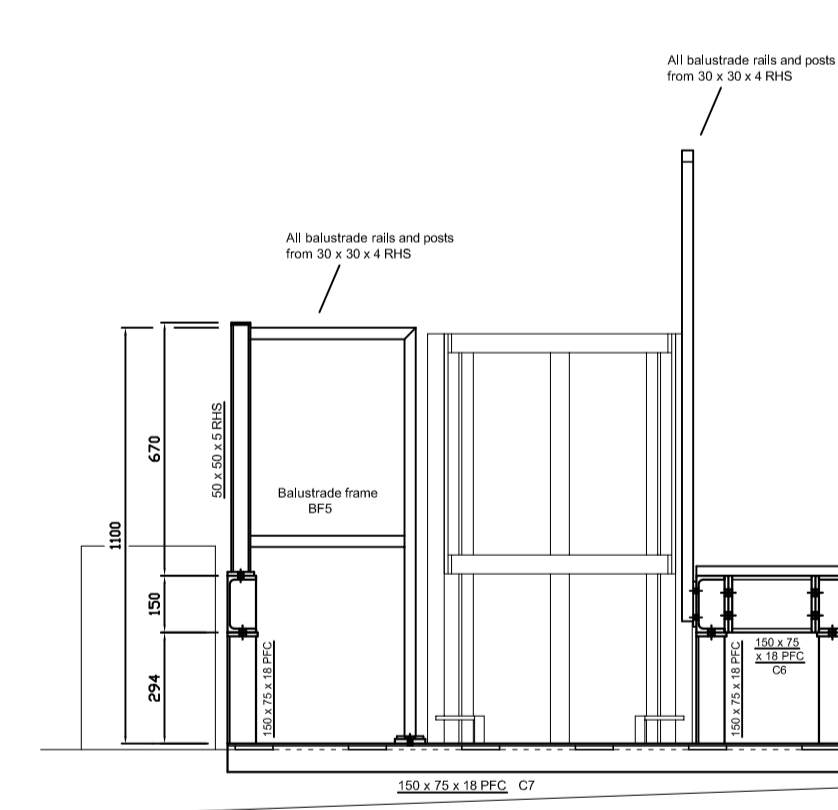 All balustrade rails and posts
from 30 x 30 x 4 RHS
All balustrade rails and posts
from 30 x 30 x 4 RHS
50 x 50 x 5 RHS
670
Balustrade frame
BF5
1100
150
294
150 x 75 x 18 PFC
150 x 75 x 18 PFC
150 x 75
x 18 PFC
C6
150 x 75 x 18 PFC C7